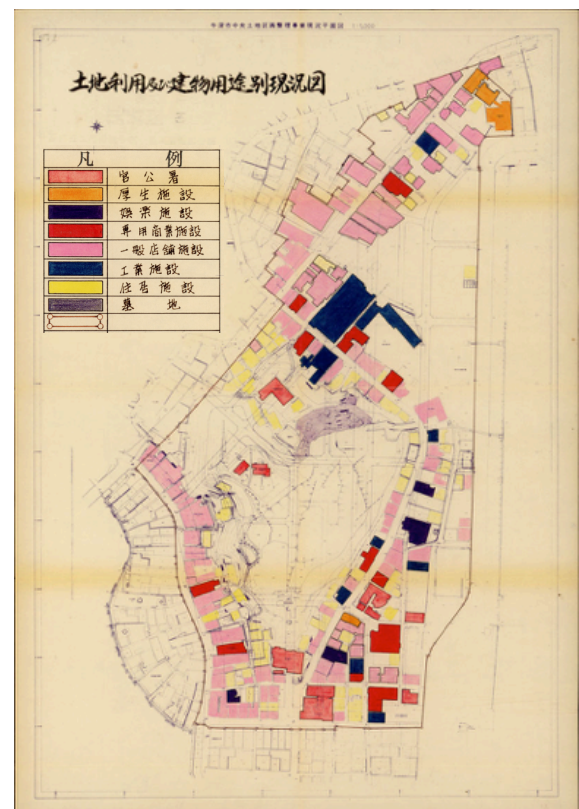 土地利用及び建物用途別現況図
凡例
官公署
厚生施設
娯楽施設
専用商業施設
一般店舗施設
工業施設
住居施設
墓地